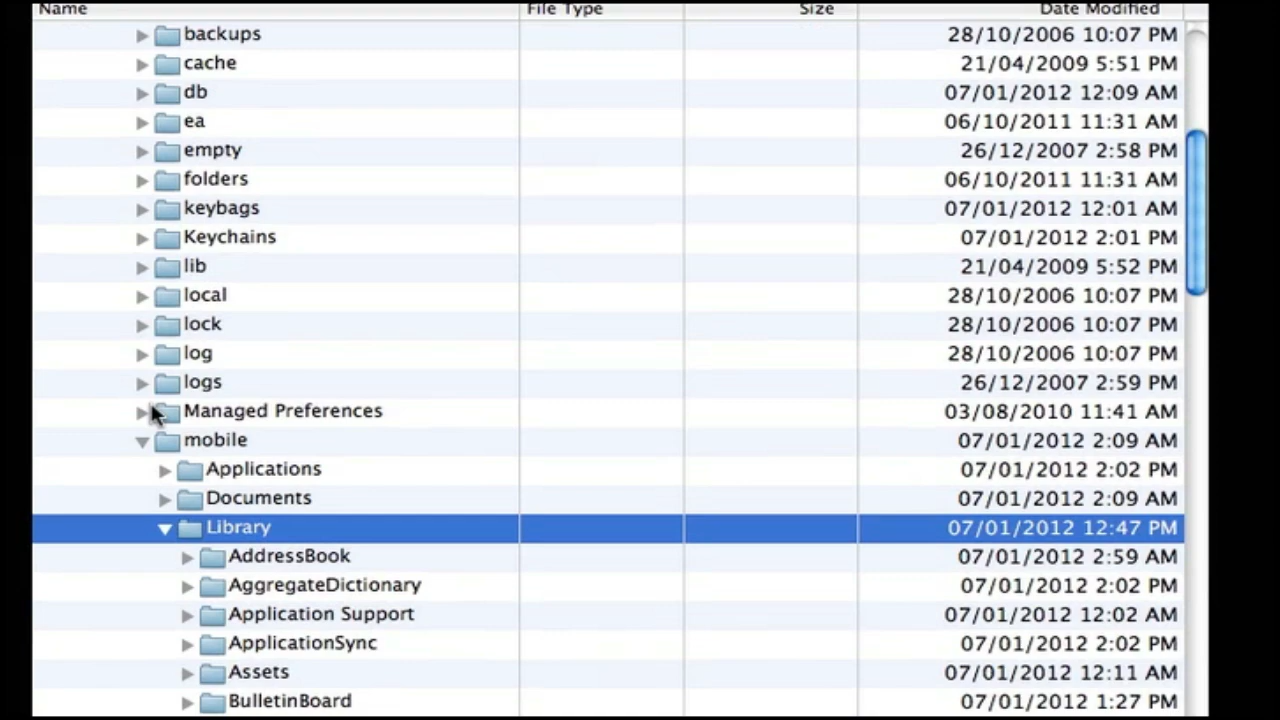 Name File Type Size Date Modified
backups 28/10/2006 10:07 PM
cache 21/04/2009 5:51 PM
db 07/01/2012 12:09 AM
ea 06/10/2011 11:31 AM
empty 26/12/2007 2:58 PM
folders 06/10/2011 11:31 AM
keybags 07/01/2012 12:01 AM
Keychains 07/01/2012 2:01 PM
lib 21/04/2009 5:52 PM
local 28/10/2006 10:07 PM
lock 28/10/2006 10:07 PM
log 28/10/2006 10:07 PM
logs 26/12/2007 2:59 PM
Managed Preferences 03/08/2010 11:41 AM
mobile 07/01/2012 2:09 AM
Applications 07/01/2012 2:02 PM
Documents 07/01/2012 2:09 AM
Library 07/01/2012 12:47 PM
AddressBook 07/01/2012 2:59 AM
AggregateDictionary 07/01/2012 2:02 PM
Application Support 07/01/2012 12:02 AM
ApplicationSync 07/01/2012 2:02 PM
Assets 07/01/2012 12:11 AM
BulletinBoard 07/01/2012 1:27 PM